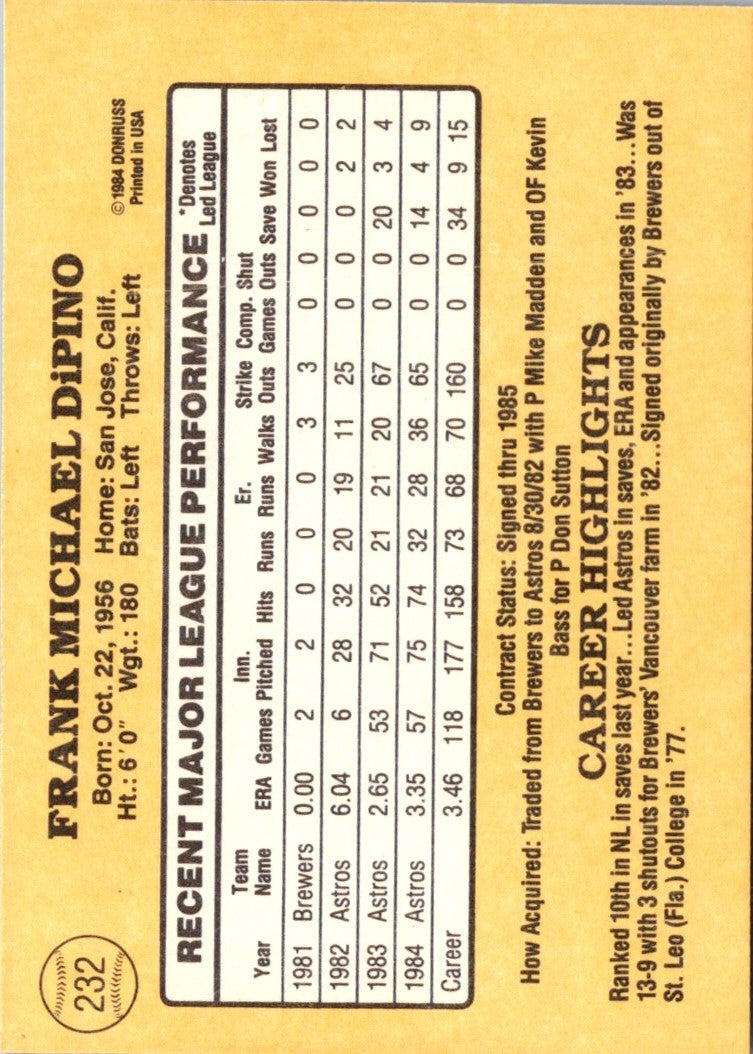 232
FRANK MICHAEL DiPINO
Born: Oct. 22, 1956 Home: San Jose, Calif.
Ht.: 6'0" Wgt.: 180 Bats: Left Throws: Left
© 1984 DONRUSS
Printed in USA
RECENT MAJOR LEAGUE PERFORMANCE *Denotes Led League
Team Inn. Er. Strike Comp. Shut
Year Name ERA Games Pitched Hits Runs Runs Walks Outs Games Outs Save Won Lost
1981 Brewers 0.00 2 2 0 0 0 3 3 0 0 0 0 0
1982 Astros 6.04 6 28 32 20 19 11 25 0 0 0 2 2
1983 Astros 2.65 53 71 52 21 21 20 67 0 0 20 3 4
1984 Astros 3.35 57 75 74 32 28 36 65 0 0 14 4 9
Career 3.46 118 177 158 73 68 70 160 0 0 34 9 15
Contract Status: Signed thru 1985
How Acquired: Traded from Brewers to Astros 8/30/82 with P Mike Madden and OF Kevin
Bass for P Don Sutton
CAREER HIGHLIGHTS
Ranked 10th in NL in saves last year...Led Astros in saves, ERA and appearances in '83...Was
13-9 with 3 shutouts for Brewers' Vancouver farm in '82...Signed originally by Brewers out of
St. Leo (Fla.) College in '77.